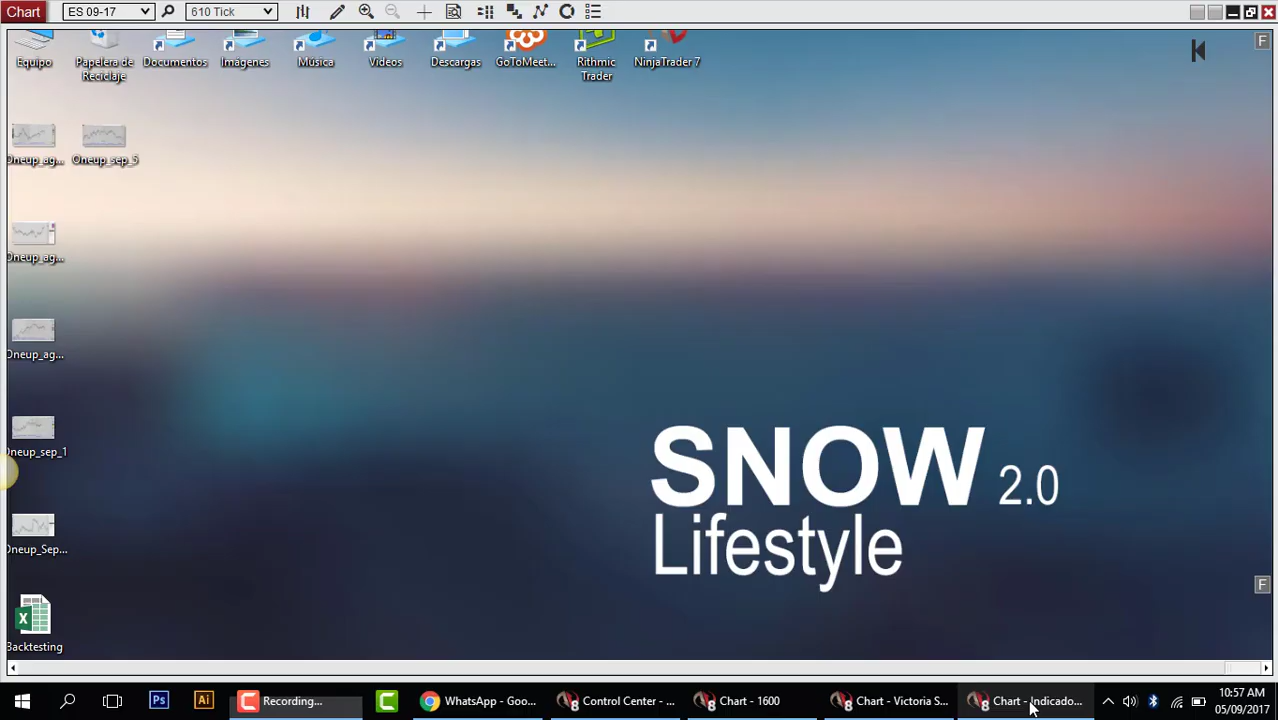 Chart ES 09-17 610 Tick
F
Equipo Papelera de Reciclaje Documentos Imágenes Música Videos Descargas GoToMeet... Rithmic Trader NinjaTrader 7
Oneup_ag... Oneup_sep_5
Oneup_ag...
Oneup_ag...
Oneup_sep_1
Oneup_Sep...
SNOW 2.0
Lifestyle
F
Backtesting
Ps Ai Recording... WhatsApp - Goo... Control Center - ... Chart - 1600 Chart - Victoria S... Chart - Indicado... 10:57 AM
05/09/2017